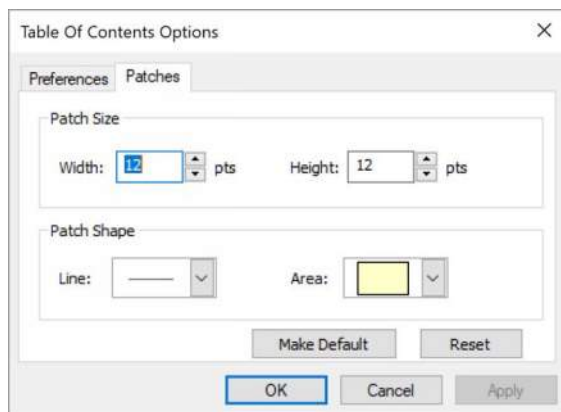 Table Of Contents Options
Preferences Patches
Patch Size
Width: 12 pts Height: 12 pts
Patch Shape
Line: Area:
Make Default Reset
OK Cancel Apply